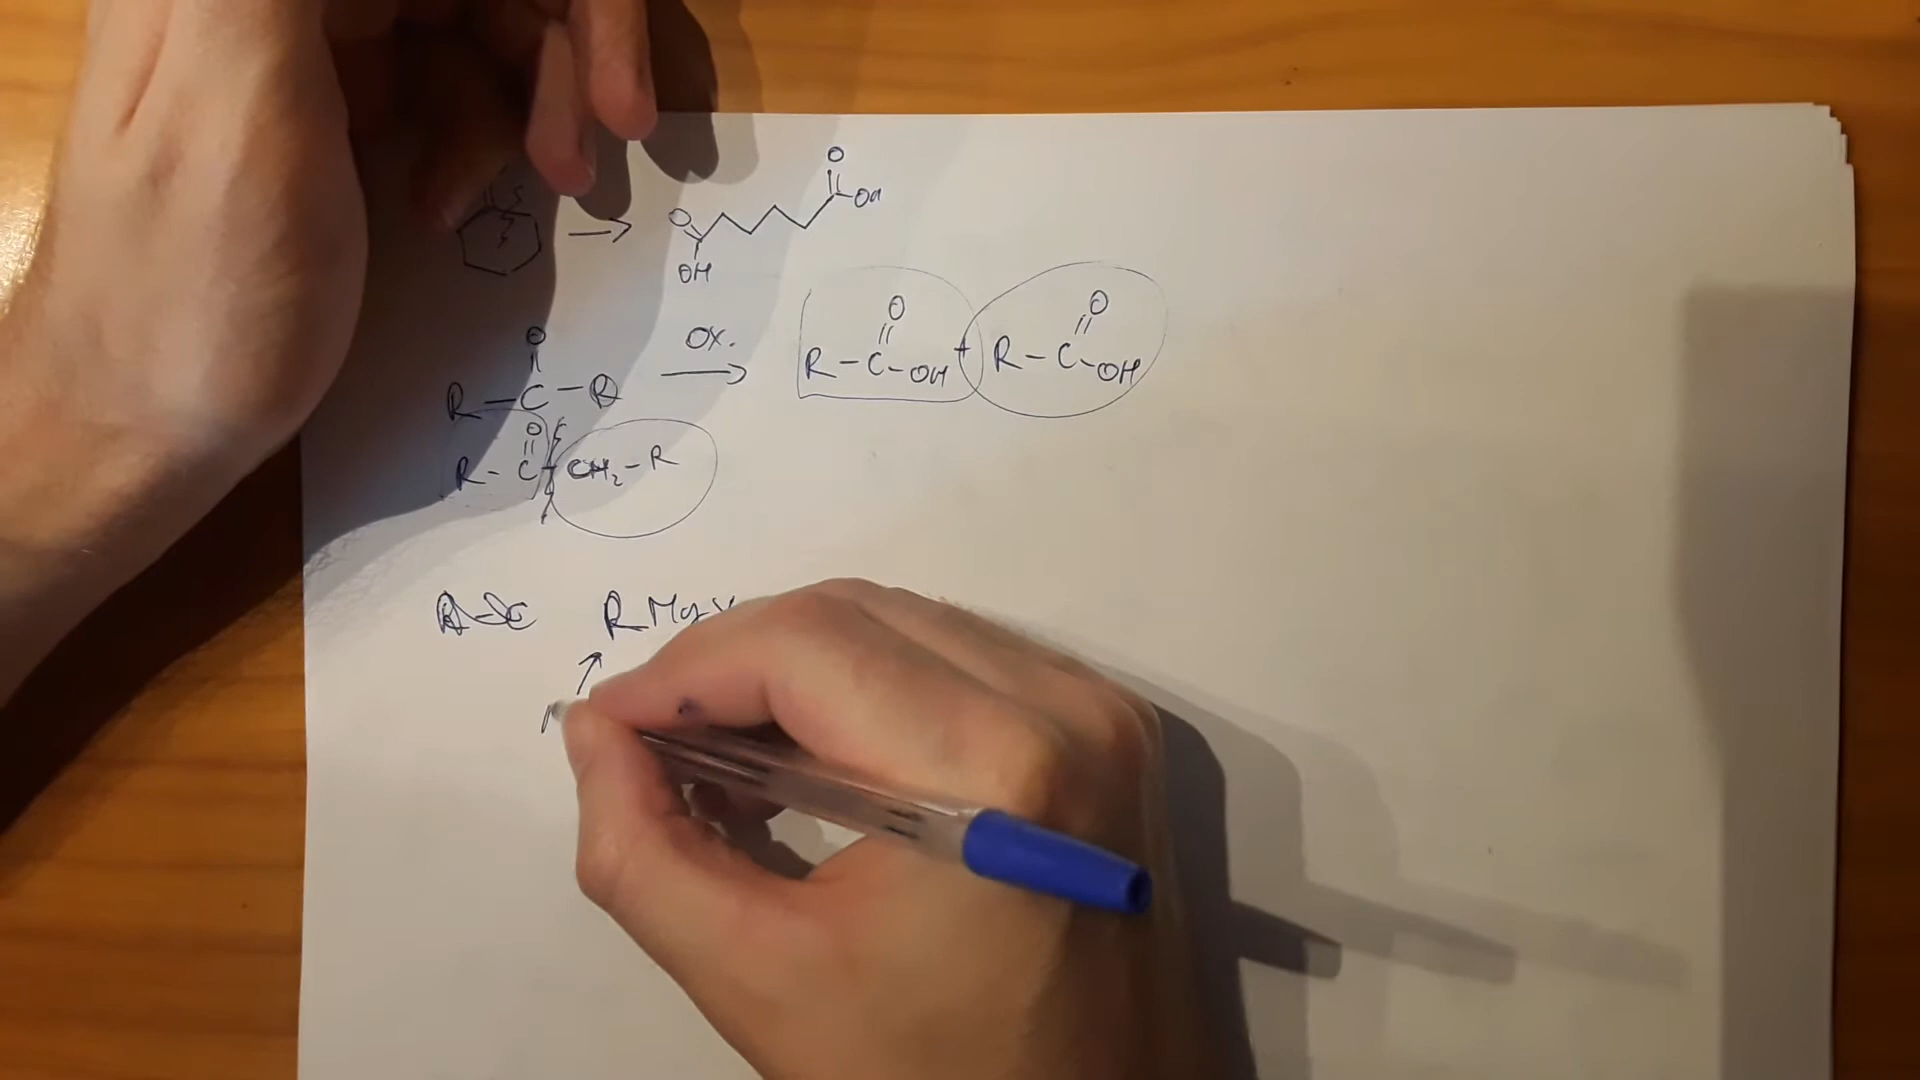 O
O → OH
OH
O OX. O O
R-C-R → R-C-OH + R-C-OH
O
R-C-CH₂-R
R Mg